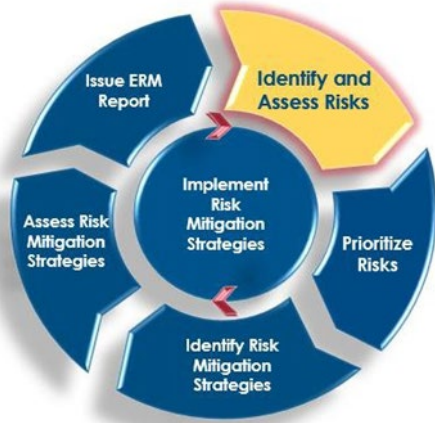 Identify and
Assess Risks
Prioritize
Risks
Identify Risk
Mitigation
Strategies
Assess Risk
Mitigation
Strategies
Issue ERM
Report
Implement
Risk
Mitigation
Strategies